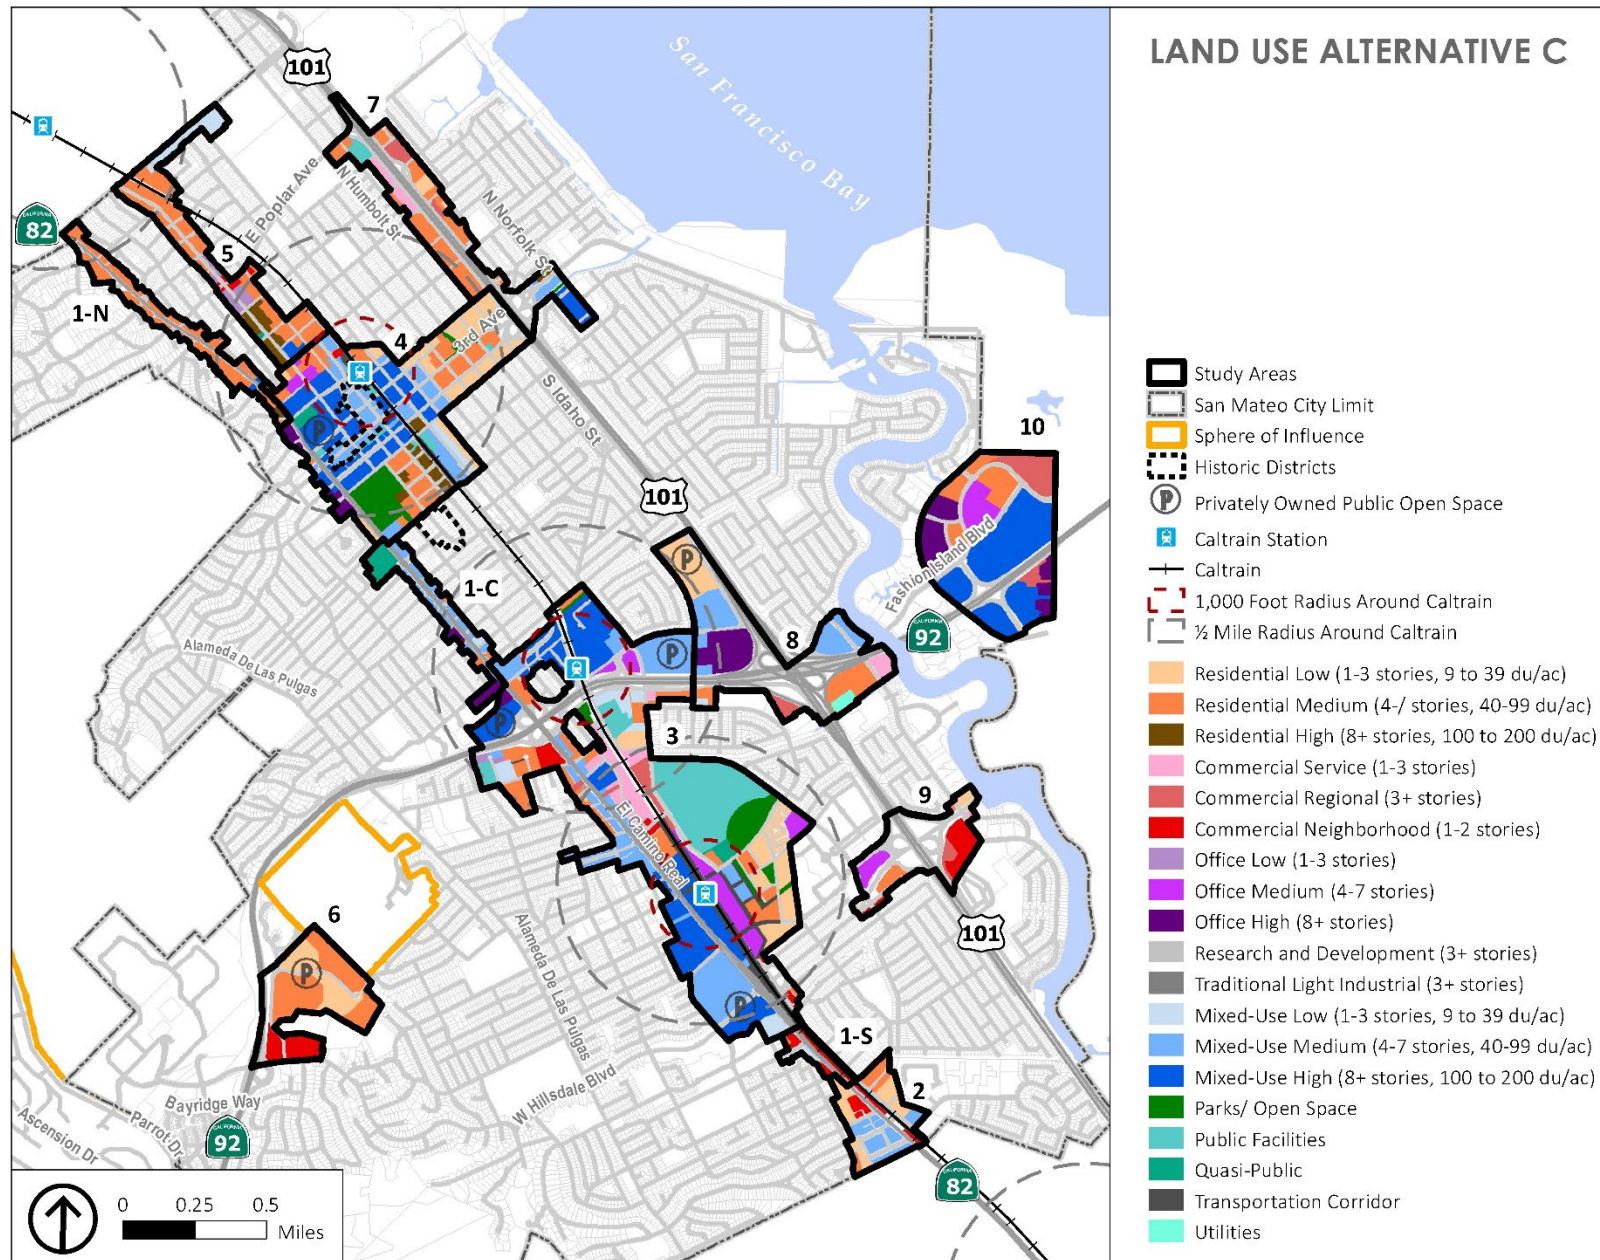 LAND USE ALTERNATIVE C
San Francisco Bay
101
7
E Poplar Ave
N Humbolt St
N Norfolk St
CALIFORNIA
82
5
1-N
4
3rd Ave
S Idaho St
P
10
101
Fashion Island Blvd
1-C
P
8
CALIFORNIA
92
P
Alameda De Las Pulgas
P
3
9
El Camino Real
6
P
101
Alameda De Las Pulgas
P
1-S
2
W Hillsdale Blvd
Bayridge Way
Parrot Dr
Ascension Dr
CALIFORNIA
92
CALIFORNIA
82
0 0.25 0.5
Miles
Study Areas
San Mateo City Limit
Sphere of Influence
Historic Districts
P Privately Owned Public Open Space
Caltrain Station
Caltrain
1,000 Foot Radius Around Caltrain
½ Mile Radius Around Caltrain
Residential Low (1-3 stories, 9 to 39 du/ac)
Residential Medium (4-/ stories, 40-99 du/ac)
Residential High (8+ stories, 100 to 200 du/ac)
Commercial Service (1-3 stories)
Commercial Regional (3+ stories)
Commercial Neighborhood (1-2 stories)
Office Low (1-3 stories)
Office Medium (4-7 stories)
Office High (8+ stories)
Research and Development (3+ stories)
Traditional Light Industrial (3+ stories)
Mixed-Use Low (1-3 stories, 9 to 39 du/ac)
Mixed-Use Medium (4-7 stories, 40-99 du/ac)
Mixed-Use High (8+ stories, 100 to 200 du/ac)
Parks/ Open Space
Public Facilities
Quasi-Public
Transportation Corridor
Utilities